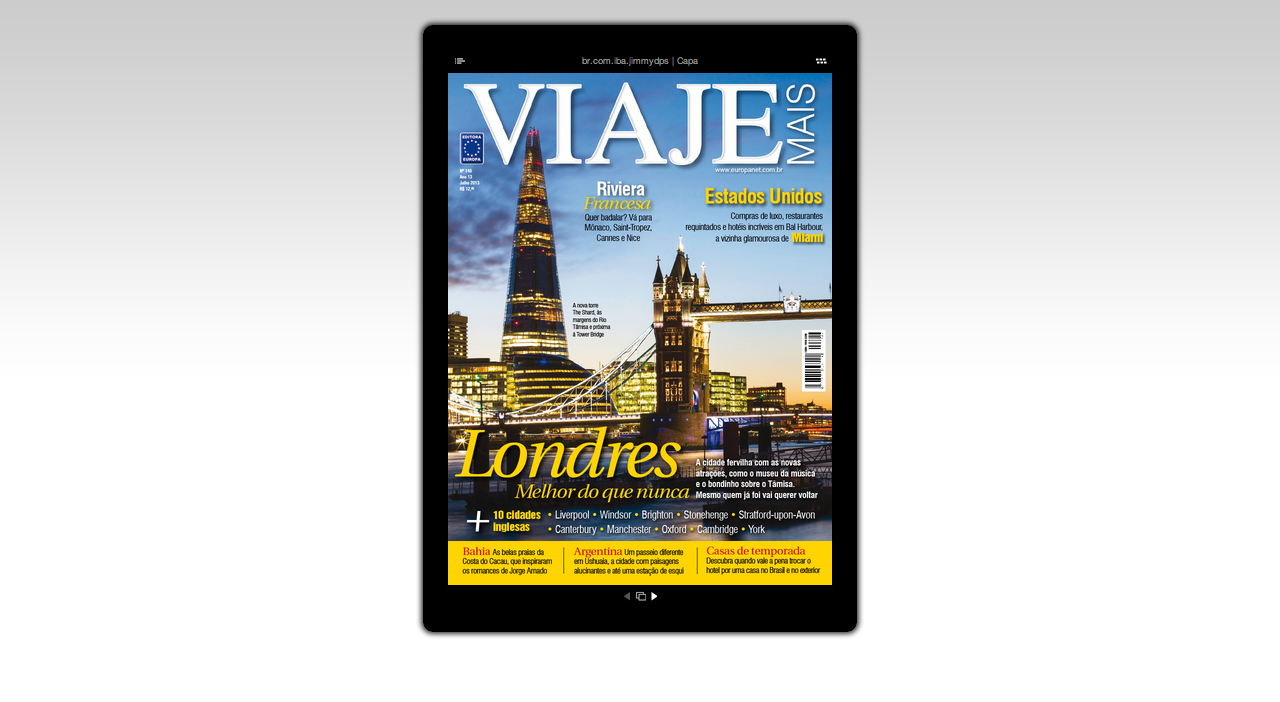 br.com.iba.jimmydps | Capa
VIAJE
MAIS
EDITORA
EUROPA
www.europanet.com.br
Ano 13
Julho 2013
Riviera
Francesa
Quer badalar? Vá para
Mônaco, Saint-Tropez,
Cannes e Nice
Estados Unidos
Compras de luxo, restaurantes
requintados e hotéis incríveis em Bal Harbour,
a vizinha glamourosa de Miami
A nova torre
The Shard, às
margens do Rio
Tâmisa e próxima
à Tower Bridge
Londres
Melhor do que nunca
A cidade fervilha com as novas
atrações, como o museu da música
e o bondinho sobre o Tâmisa.
Mesmo quem já foi vai querer voltar
+ 10 cidades
inglesas
• Liverpool • Windsor • Brighton • Stonehenge • Stratford-upon-Avon
• Canterbury • Manchester • Oxford • Cambridge • York
Bahia As belas praias da
Costa do Cacau, que inspiraram
os romances de Jorge Amado
Argentina Um passeio diferente
em Ushuaia, a cidade com paisagens
alucinantes e até uma estação de esqui
Casas de temporada
Descubra quando vale a pena trocar o
hotel por uma casa no Brasil e no exterior